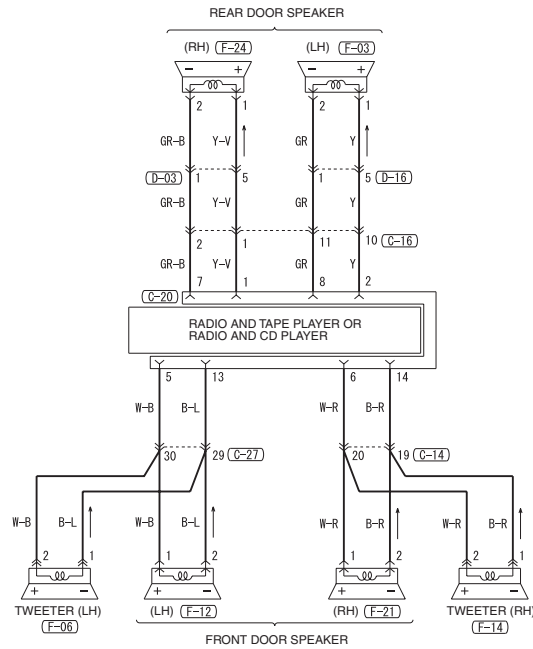 REAR DOOR SPEAKER
(RH) F-24 (LH) F-03
− + − +
2 1 2 1
GR-B Y-V GR Y
D-03 1 5 1 5 D-16
GR-B Y-V GR Y
2 1 11 10 C-16
GR-B Y-V GR Y
7 1 8 2
C-20
RADIO AND TAPE PLAYER OR
RADIO AND CD PLAYER
5 13 6 14
W-B B-L W-R B-R
30 29 C-27 20 19 C-14
W-B B-L W-B B-L W-R B-R W-R B-R
2 1 1 2 1 2 2 1
+ − + − + − + −
TWEETER (LH) (LH) F-12 (RH) F-21 TWEETER (RH)
F-06 F-14
FRONT DOOR SPEAKER